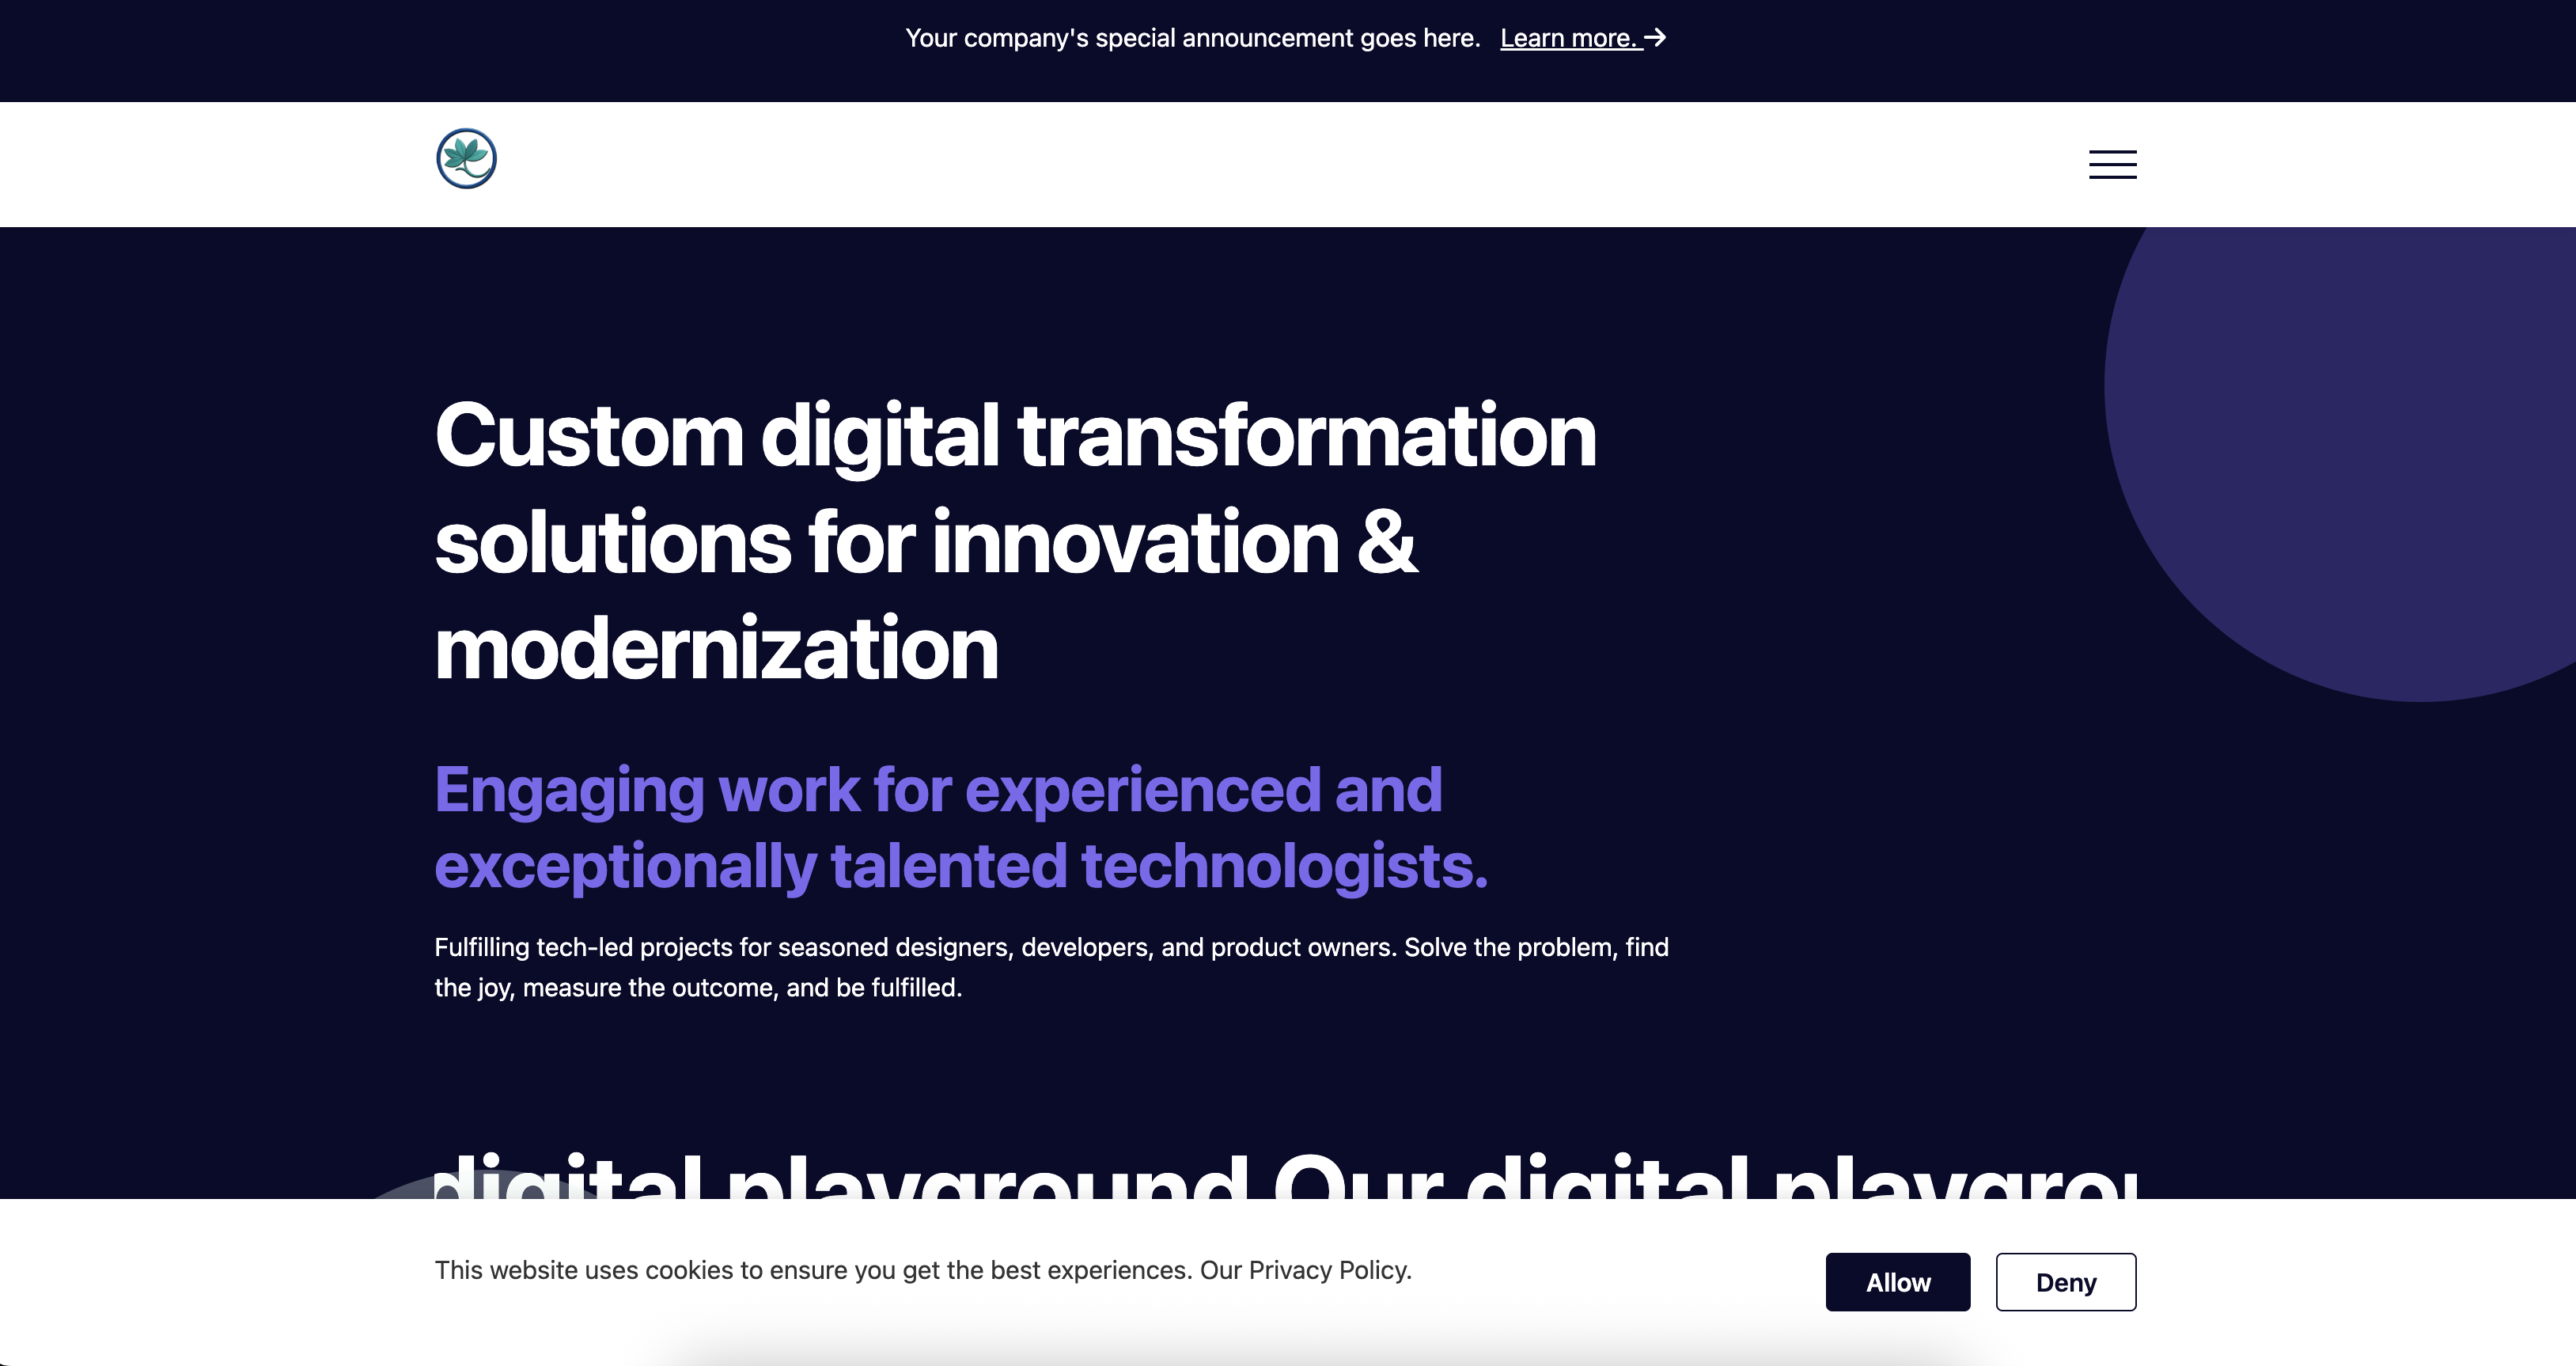 Your company's special announcement goes here. Learn more. →
Custom digital transformation
solutions for innovation &
modernization
Engaging work for experienced and
exceptionally talented technologists.
Fulfilling tech-led projects for seasoned designers, developers, and product owners. Solve the problem, find
the joy, measure the outcome, and be fulfilled.
digital playground Our digital playgrou
This website uses cookies to ensure you get the best experiences. Our Privacy Policy.
Allow
Deny